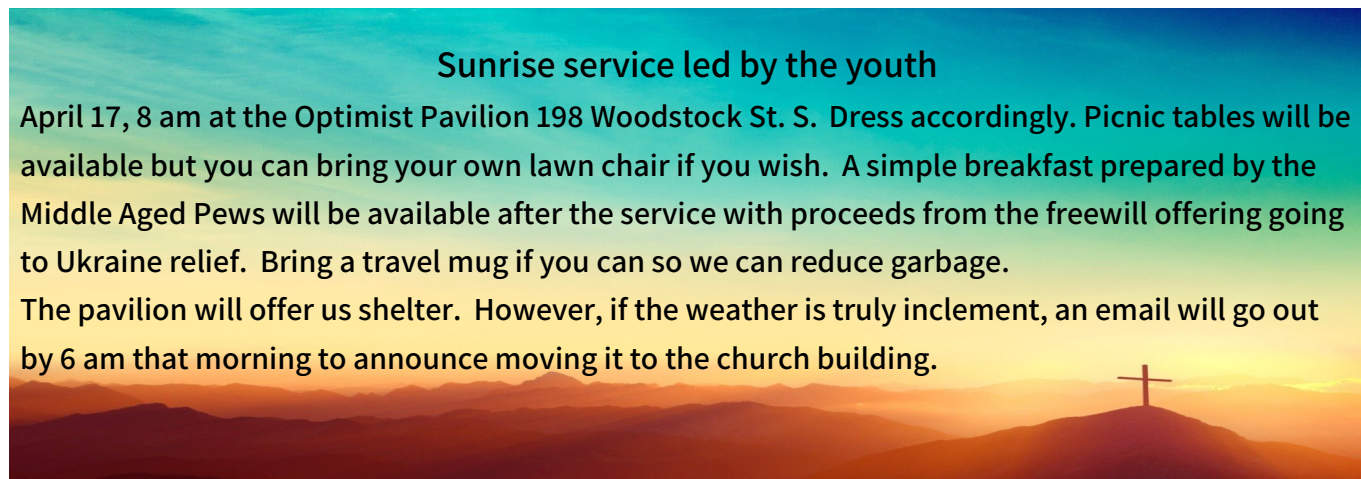 Sunrise service led by the youth
April 17, 8 am at the Optimist Pavilion 198 Woodstock St. S.  Dress accordingly. Picnic tables will be
available but you can bring your own lawn chair if you wish.  A simple breakfast prepared by the
Middle Aged Pews will be available after the service with proceeds from the freewill offering going
to Ukraine relief.  Bring a travel mug if you can so we can reduce garbage.
The pavilion will offer us shelter.  However, if the weather is truly inclement, an email will go out
by 6 am that morning to announce moving it to the church building.